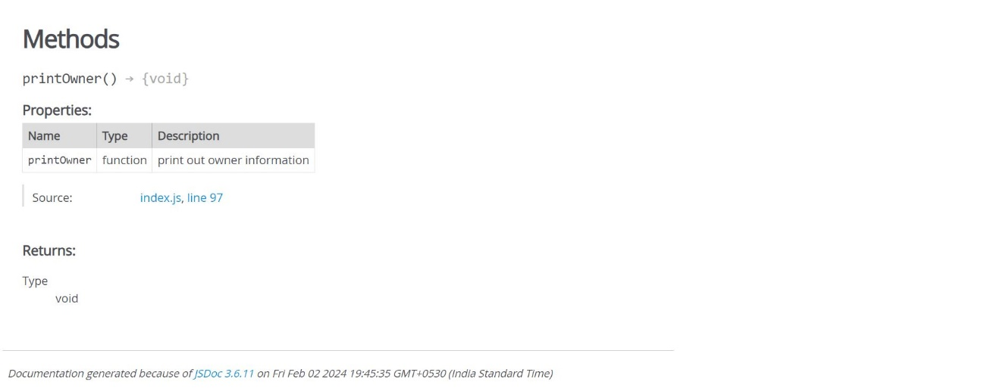 Methods
printOwner() → {void}
Properties:
Name Type Description
printOwner function print out owner information
Source: index.js, line 97
Returns:
Type
void
Documentation generated because of JSDoc 3.6.11 on Fri Feb 02 2024 19:45:35 GMT+0530 (India Standard Time)